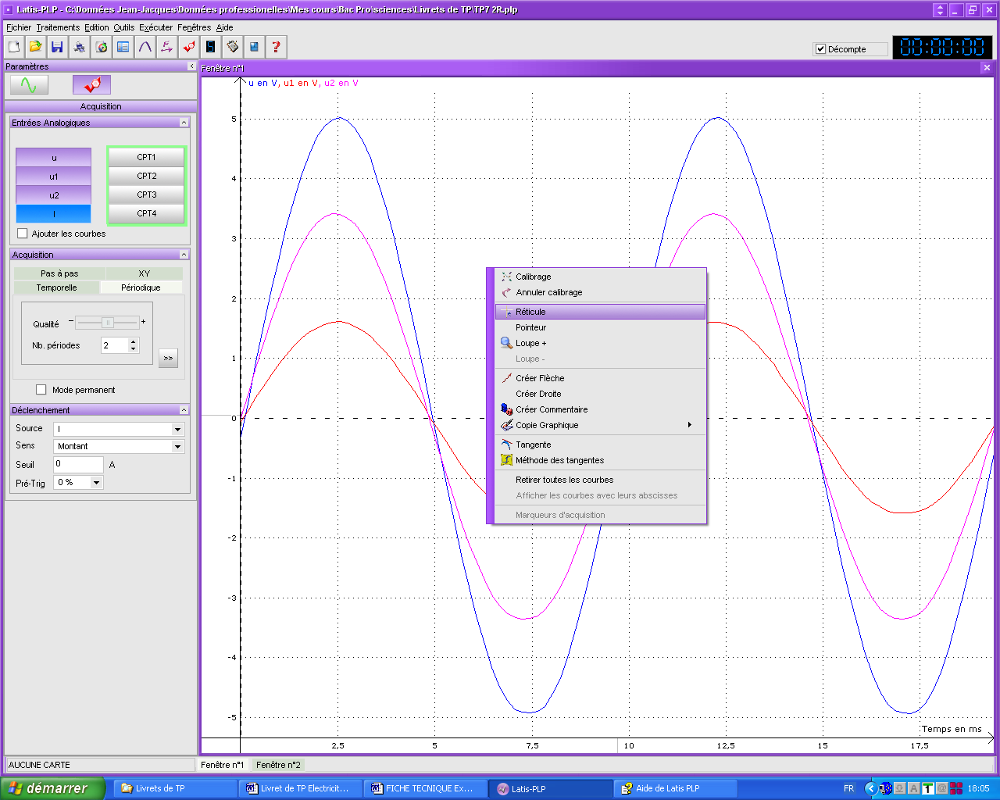 Latis-PLP - C:\Données Jean-Jacques\Données professionelles\Mes cours\Bac Pro\sciences\Livrets de TP\TP7 2R.plp
Fichier Traitements Edition Outils Exécuter Fenêtres Aide
Décompte
00:00:00
Paramètres
Acquisition
Entrées Analogiques
u CPT1
u1 CPT2
u2 CPT3
I CPT4
Ajouter les courbes
Acquisition
Pas à pas XY
Temporelle Périodique
Qualité - +
Nb. périodes 2
>>
Mode permanent
Déclenchement
Source I
Sens Montant
Seuil 0 A
Pré-Trig 0 %
AUCUNE CARTE
Fenêtre n°1
u en V, u1 en V, u2 en V
5
4
3
2
1
0
-1
-2
-3
-4
-5
Temps en ms
2,5 5 7,5 10 12,5 15 17,5
Calibrage
Annuler calibrage
Réticule
Pointeur
Loupe +
Loupe -
Créer Flèche
Créer Droite
Créer Commentaire
Copie Graphique
Tangente
Méthode des tangentes
Retirer toutes les courbes
Afficher les courbes avec leurs abscisses
Marqueurs d'acquisition
Fenêtre n°1 Fenêtre n°2
démarrer
Livrets de TP
Livret de TP Electricit...
FICHE TECHNIQUE Ex...
Latis-PLP
Aide de Latis PLP
FR
18:05